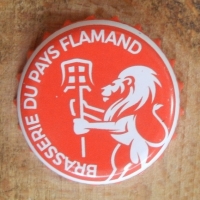 BRASSERIE DU PAYS FLAMAND